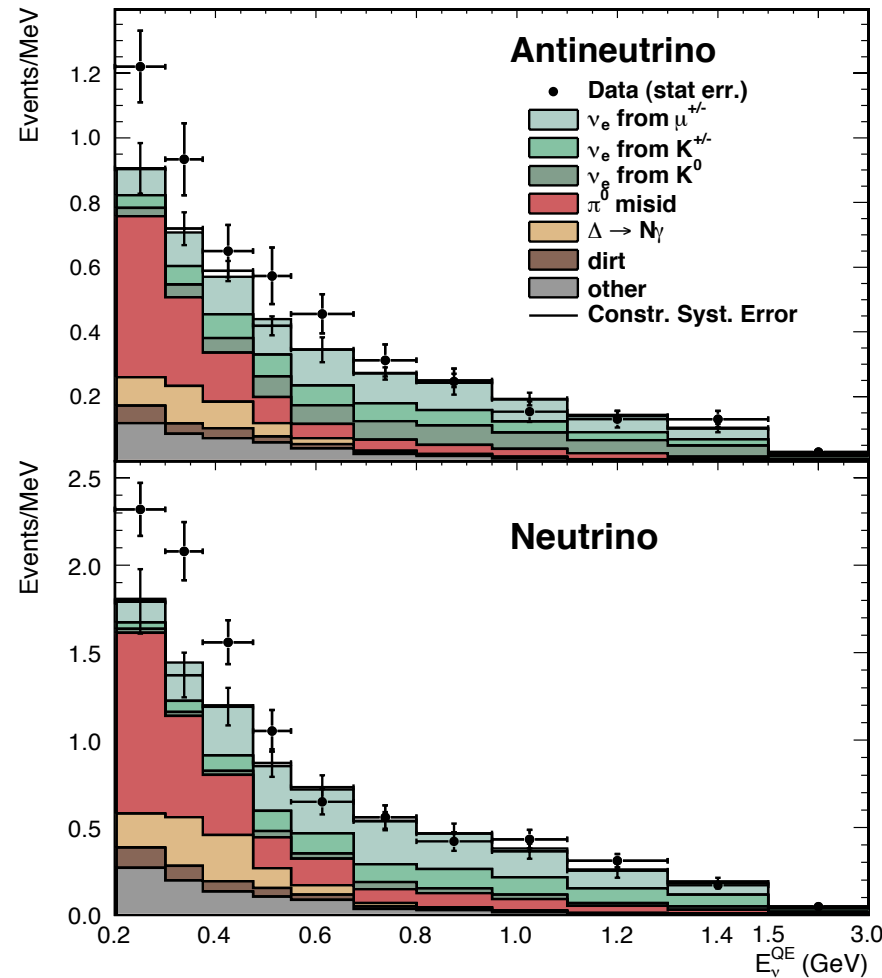 Events/MeV
1.2
1.0
0.8
0.6
0.4
0.2
Antineutrino
Data (stat err.)
νe from μ+/-
νe from K+/-
νe from K0
π0 misid
Δ → Nγ
dirt
other
Constr. Syst. Error
Events/MeV
2.5
2.0
1.5
1.0
0.5
0.0
Neutrino
0.2 0.4 0.6 0.8 1.0 1.2 1.4 1.5 3.0
EνQE (GeV)